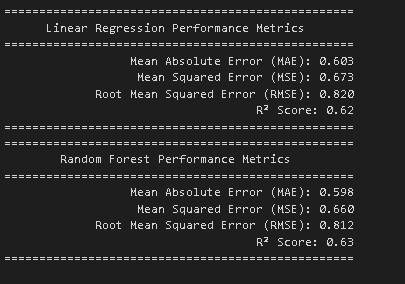 ==================================================
Linear Regression Performance Metrics
==================================================
Mean Absolute Error (MAE): 0.603
Mean Squared Error (MSE): 0.673
Root Mean Squared Error (RMSE): 0.820
R² Score: 0.62
==================================================
==================================================
Random Forest Performance Metrics
==================================================
Mean Absolute Error (MAE): 0.598
Mean Squared Error (MSE): 0.660
Root Mean Squared Error (RMSE): 0.812
R² Score: 0.63
==================================================